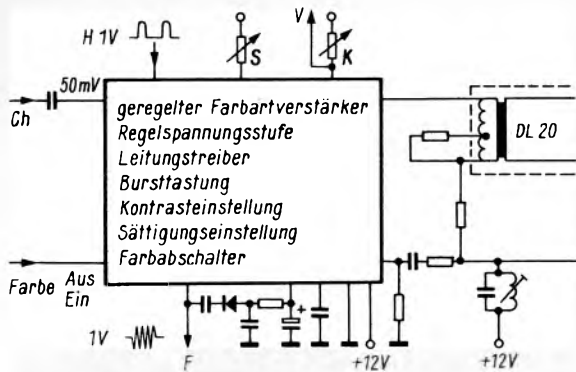 H 1V
S
V
K
50mV
Ch
geregelter Farbartverstärker
Regelspannungsstufe
Leitungstreiber
Bursttastung
Kontrasteinstellung
Sättigungseinstellung
Farbabschalter
DL 20
Farbe Aus
Ein
1V
F
+
+12V
+12V